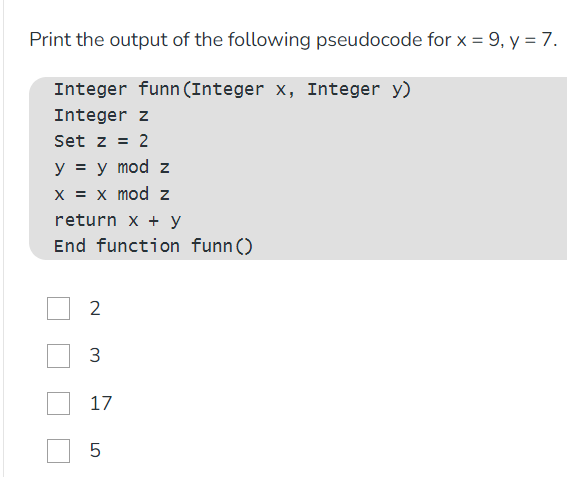 Print the output of the following pseudocode for x = 9, y = 7.
Integer funn(Integer x, Integer y)
Integer z
Set z = 2
y = y mod z
x = x mod z
return x + y
End function funn()
2
3
17
5